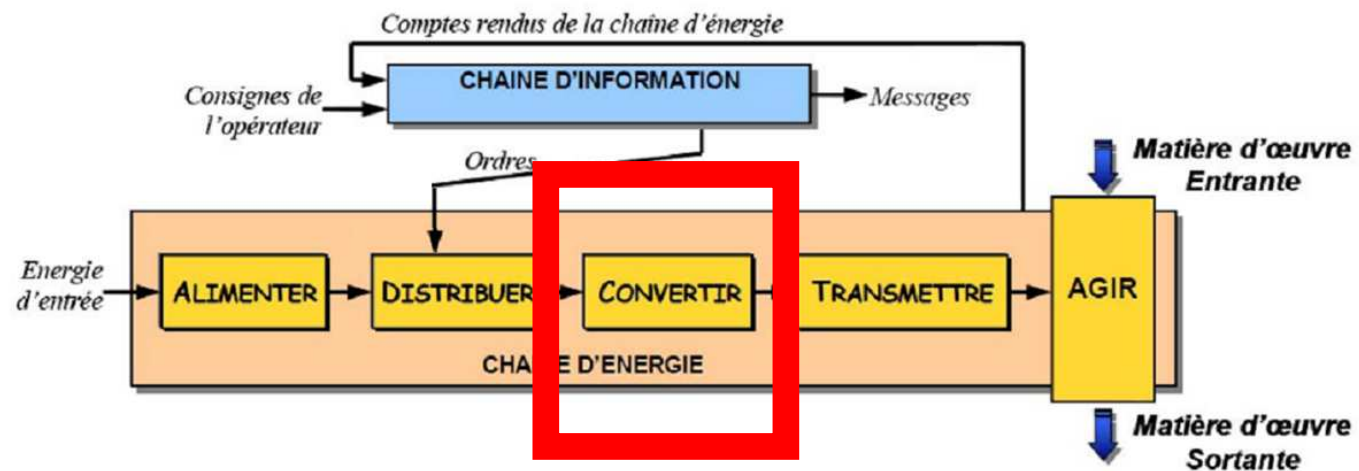 Comptes rendus de la chaîne d'énergie
CHAINE D'INFORMATION
Consignes de
l'opérateur
Messages
Ordres
Matière d'œuvre
Entrante
Energie
d'entrée
ALIMENTER
DISTRIBUER
CONVERTIR
TRANSMETTRE
AGIR
CHA E D'ENERGIE
Matière d'œuvre
Sortante